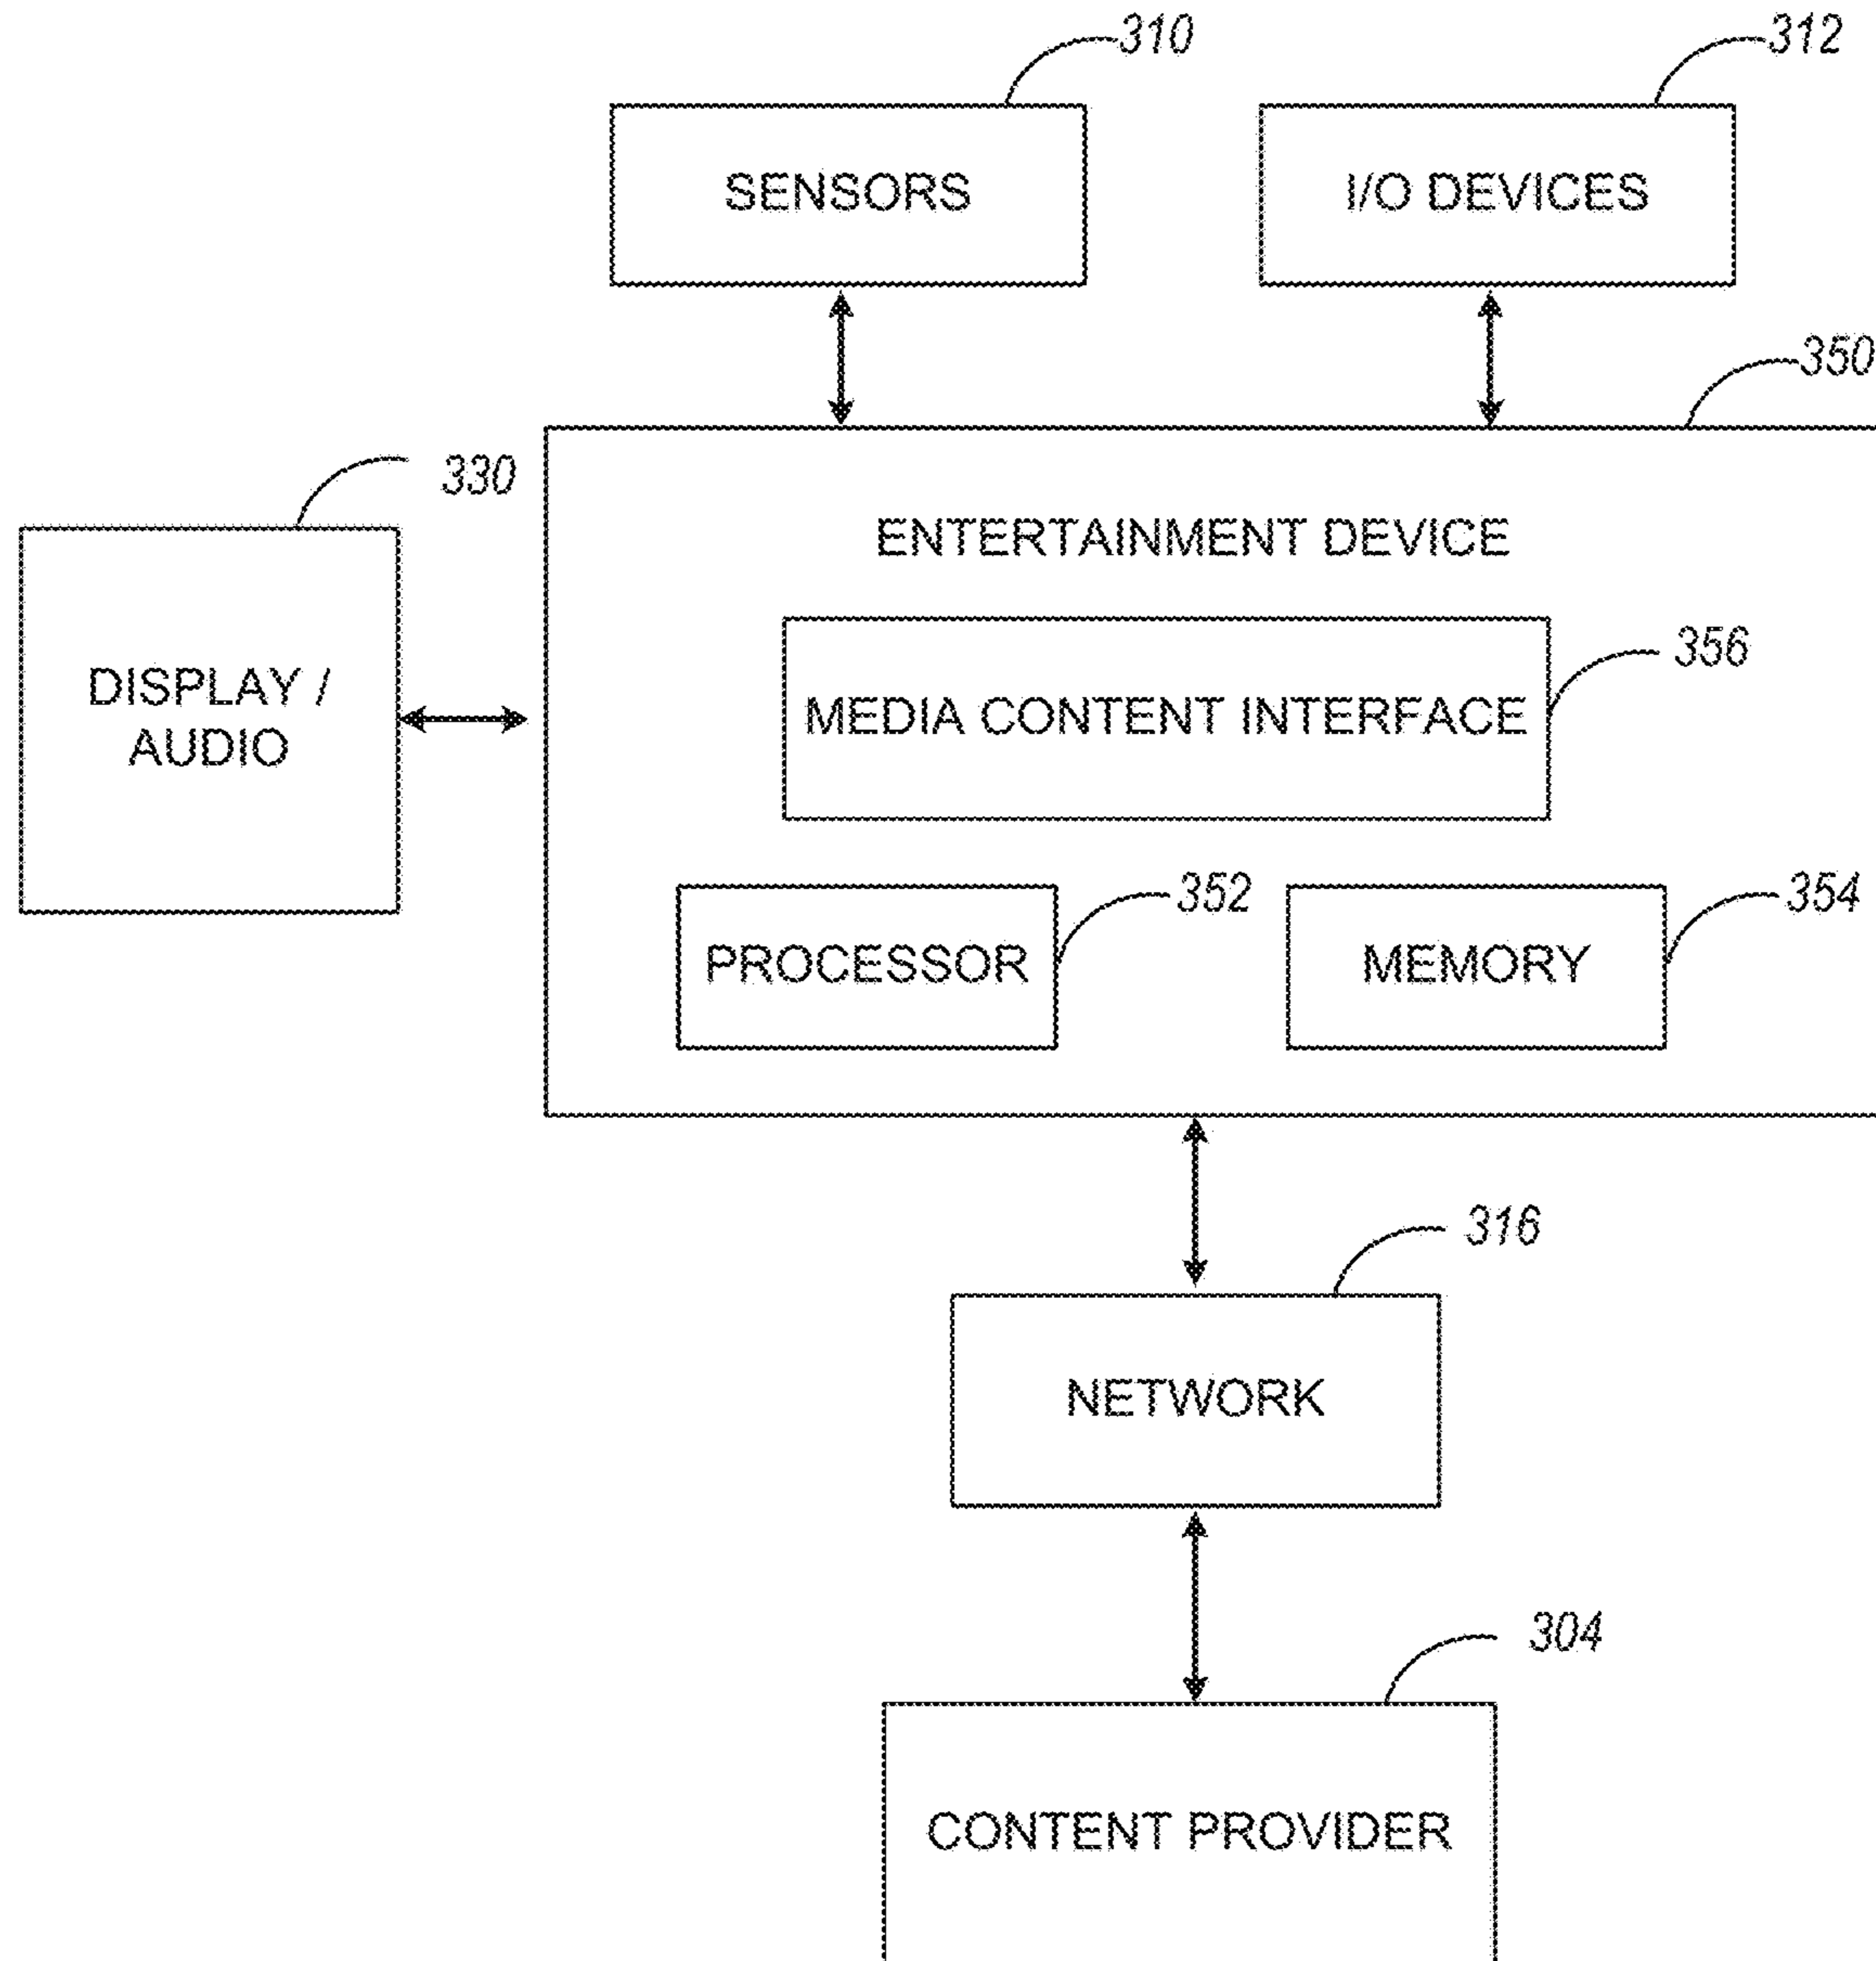 310
312
SENSORS
I/O DEVICES
350
330
ENTERTAINMENT DEVICE
DISPLAY /
AUDIO
356
MEDIA CONTENT INTERFACE
352
354
PROCESSOR
MEMORY
316
NETWORK
304
CONTENT PROVIDER